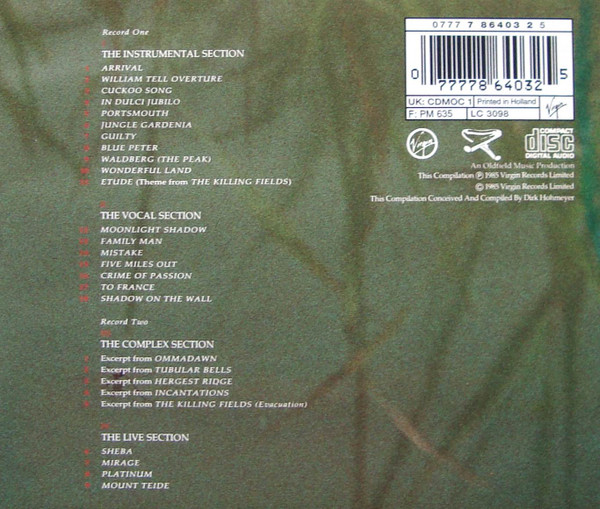 Record One
THE INSTRUMENTAL SECTION
ARRIVAL
WILLIAM TELL OVERTURE
CUCKOO SONG
IN DULCI JUBILO
PORTSMOUTH
JUNGLE GARDENIA
GUILTY
BLUE PETER
WALDBERG (THE PEAK)
WONDERFUL LAND
ETUDE (Theme from THE KILLING FIELDS)
THE VOCAL SECTION
MOONLIGHT SHADOW
FAMILY MAN
MISTAKE
FIVE MILES OUT
CRIME OF PASSION
TO FRANCE
SHADOW ON THE WALL
Record Two
THE COMPLEX SECTION
Excerpt from OMMADAWN
Excerpt from TUBULAR BELLS
Excerpt from HERGEST RIDGE
Excerpt from INCANTATIONS
Excerpt from THE KILLING FIELDS (Evacuation)
THE LIVE SECTION
SHEBA
MIRAGE
PLATINUM
MOUNT TEIDE
0777 7 86403 2 5
0 77778 64032 5
UK: CDMOC 1 Printed in Holland
F: PM 635 LC 3098 Virgin
Virgin COMPACT disc DIGITAL AUDIO
An Oldfield Music Production
This Compilation ℗ 1985 Virgin Records Limited
© 1985 Virgin Records Limited
This Compilation Conceived And Compiled By Dirk Hohmeyer